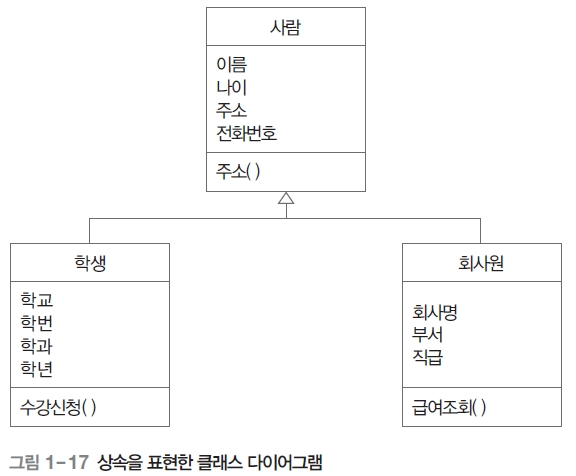 사람
이름
나이
주소
전화번호
주소( )
학생
학교
학번
학과
학년
수강신청( )
회사원
회사명
부서
직급
급여조회( )
그림 1-17 상속을 표현한 클래스 다이어그램